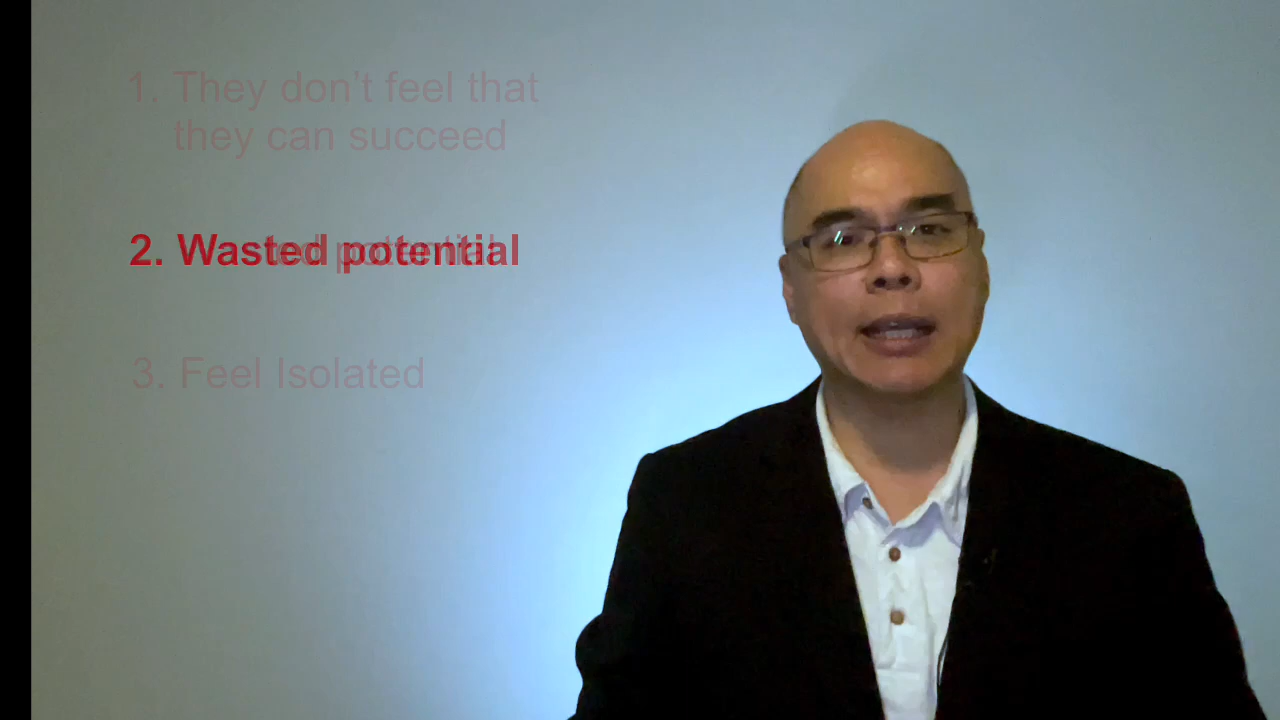 1. They don't feel that
they can succeed
2. Wasted potential
3. Feel Isolated